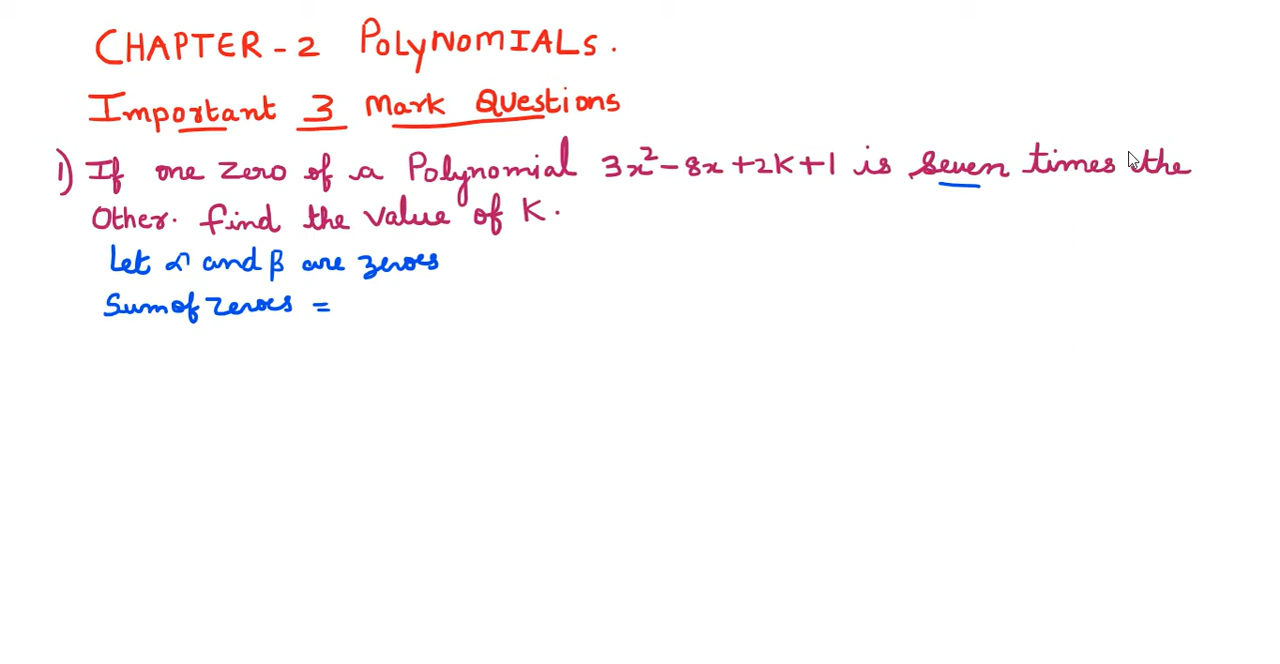 CHAPTER-2 POLYNOMIALS.
Important 3 Mark Questions
1) If one zero of a Polynomial 3x²-8x+2K+1 is seven times the
Other. find the value of K.
Let α and β are zeroes
Sum of zeroes =